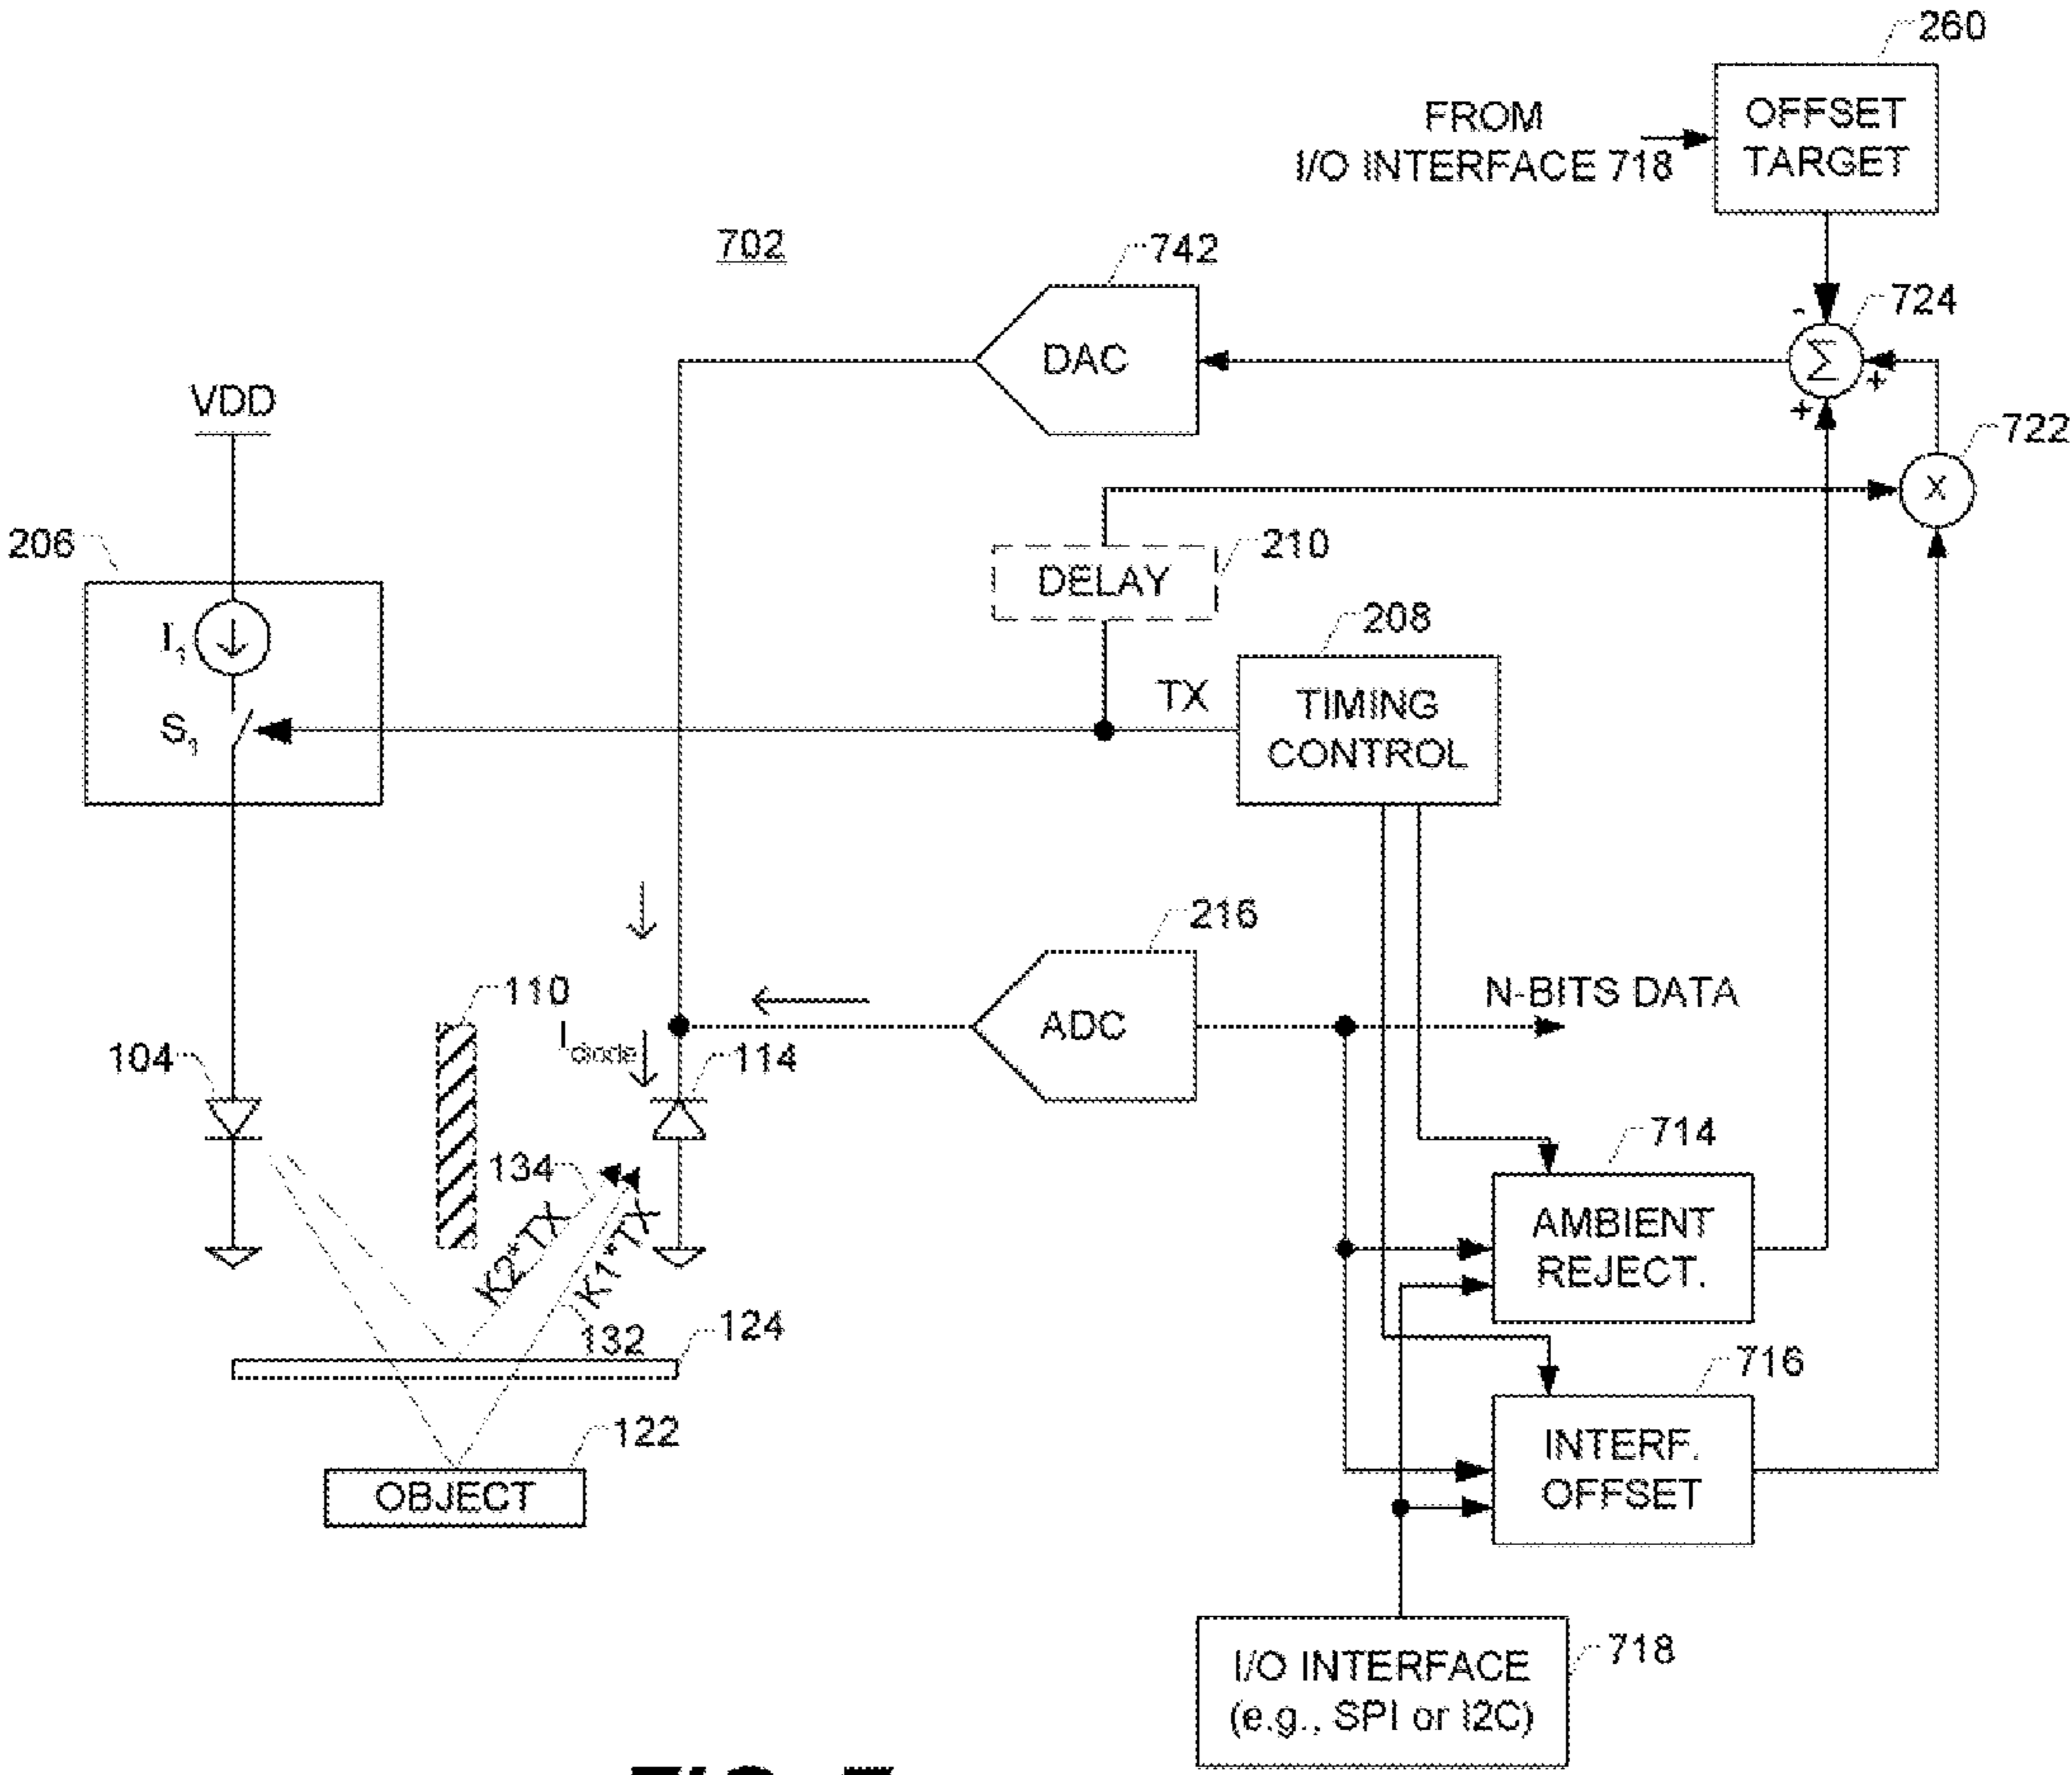 260
OFFSET
TARGET
FROM
I/O INTERFACE 718
702
742
DAC
-
724
Σ
+
+
722
X
VDD
206
I1
S1
DELAY
210
208
TX
TIMING
CONTROL
216
ADC
N-BITS DATA
110
Idiode
104
114
134
K2*TX
K1*TX
132
124
714
AMBIENT
REJECT.
716
INTERF.
OFFSET
122
OBJECT
718
I/O INTERFACE
(e.g., SPI or I2C)